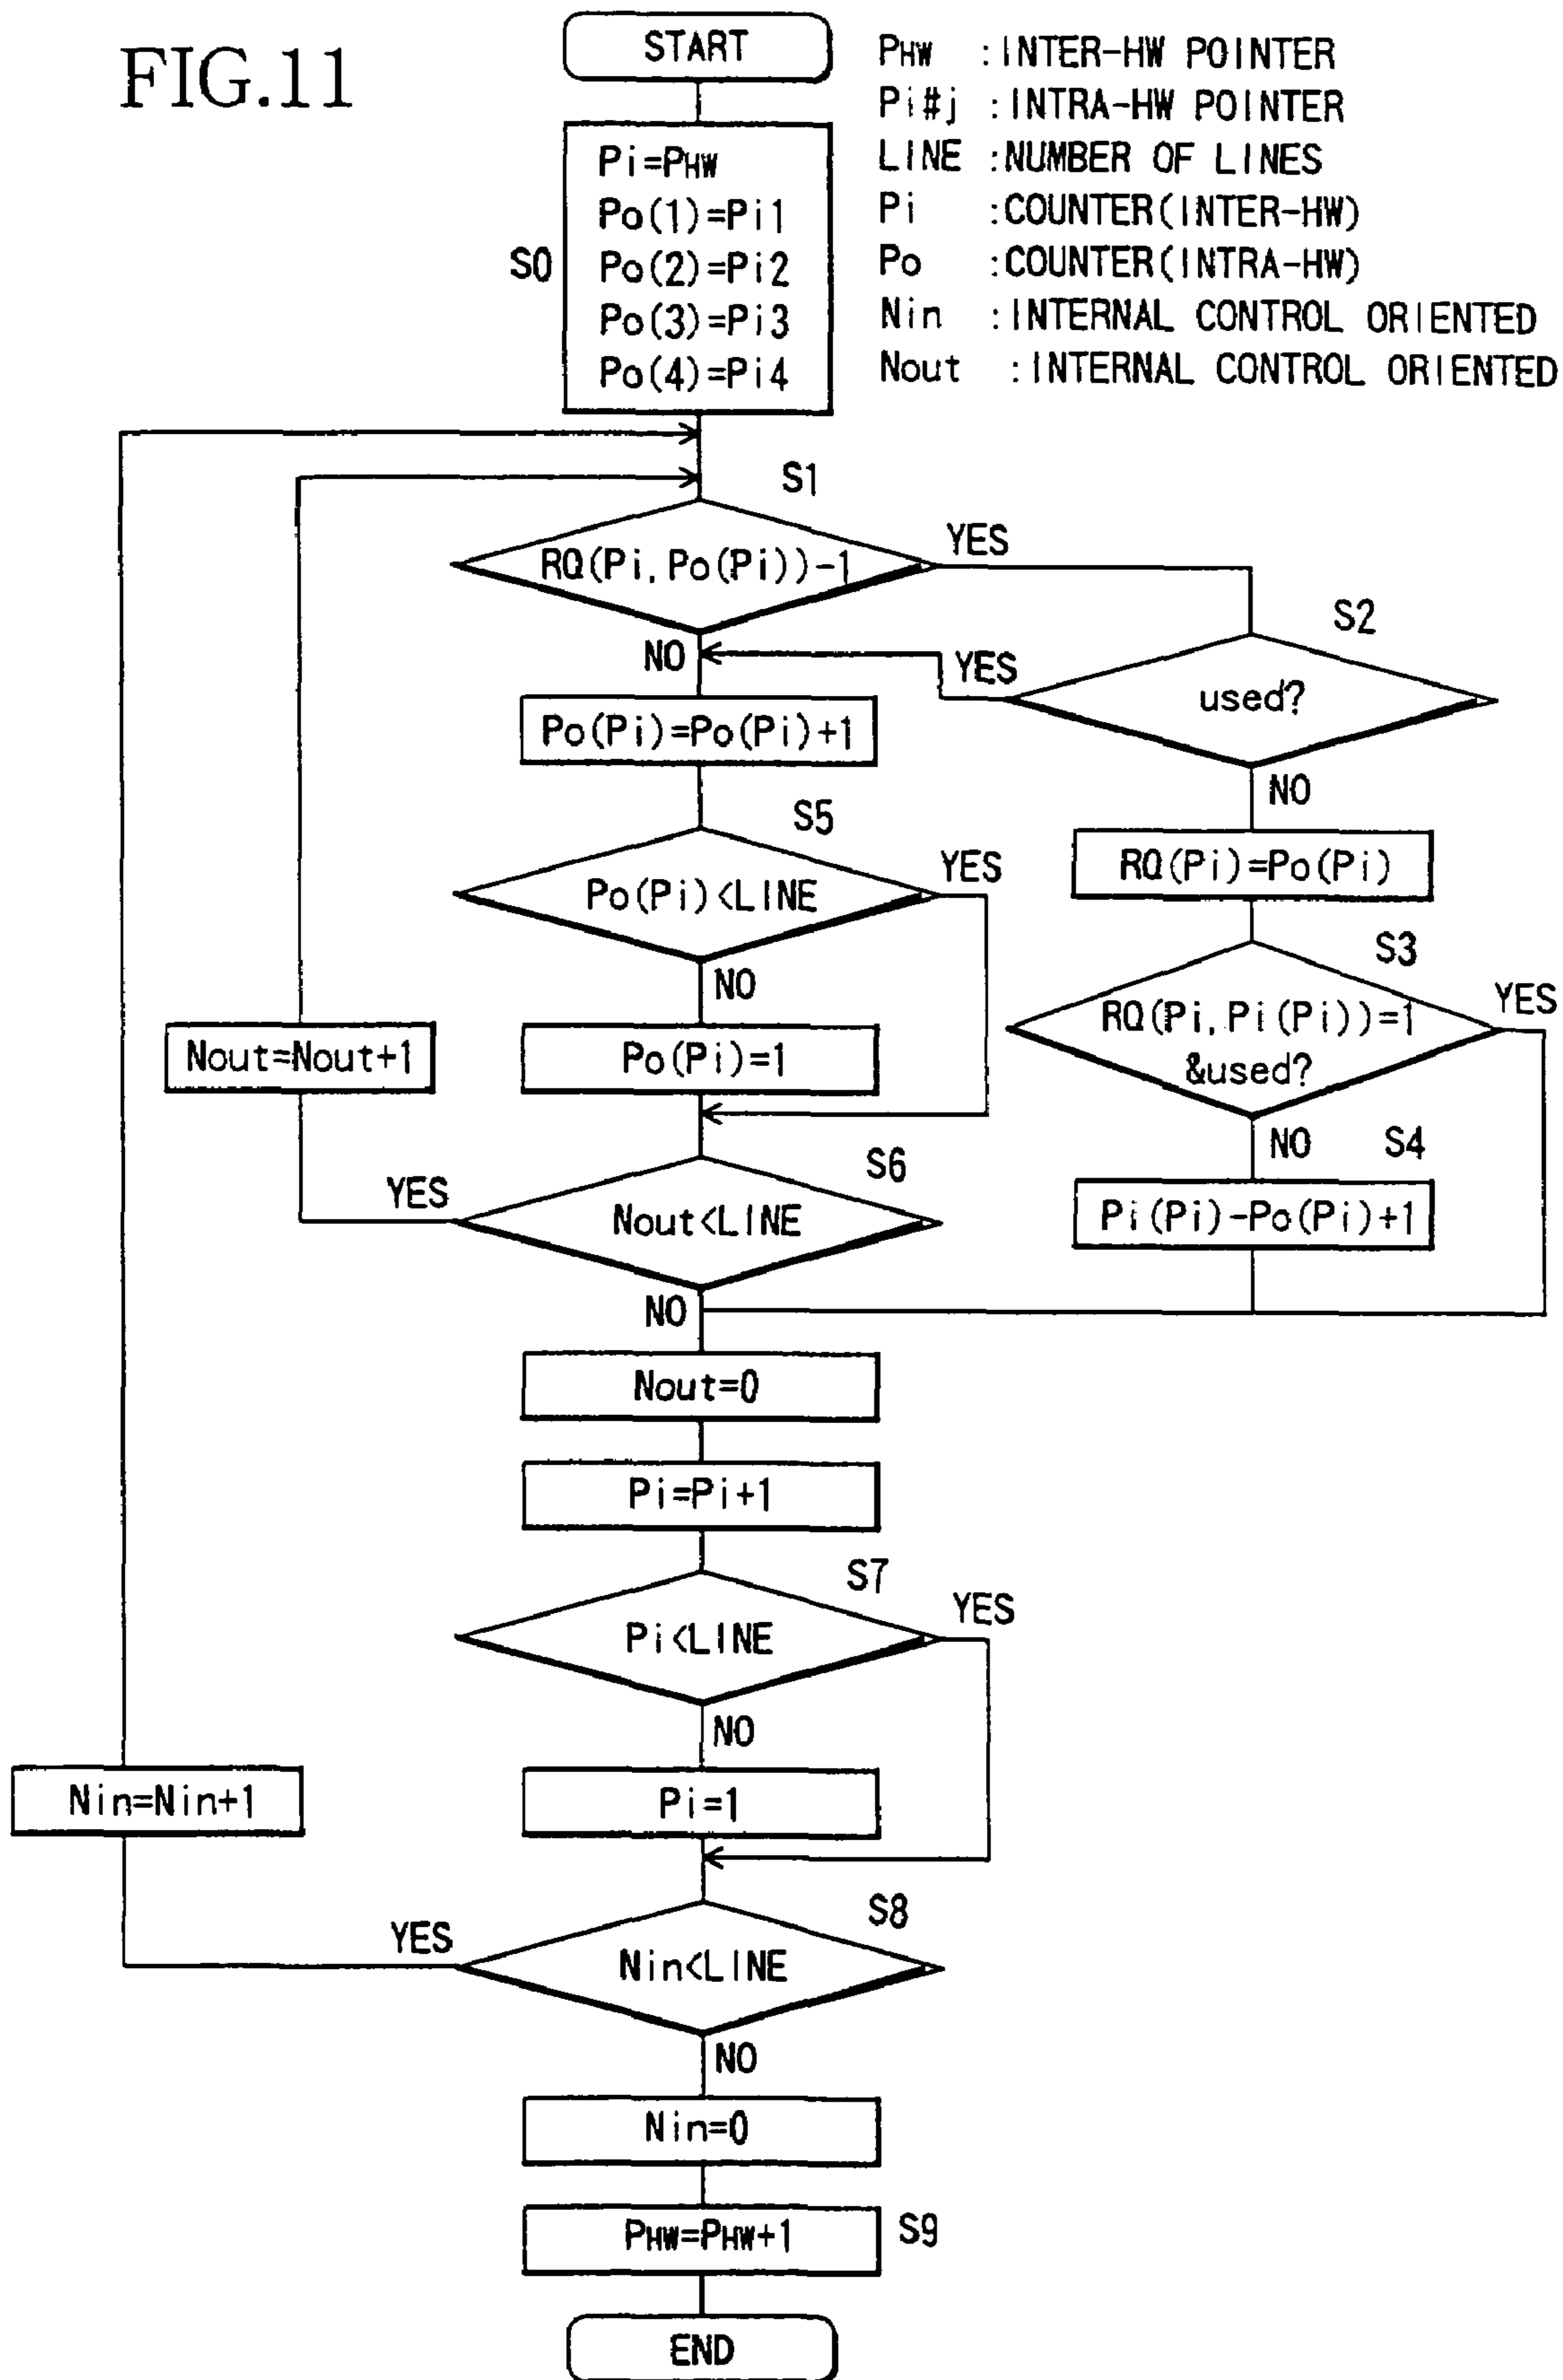 FIG.11
START
PHW :INTER-HW POINTER
Pi#j :INTRA-HW POINTER
LINE :NUMBER OF LINES
Pi :COUNTER(INTER-HW)
Po :COUNTER(INTRA-HW)
Nin :INTERNAL CONTROL ORIENTED
Nout :INTERNAL CONTROL ORIENTED
S0
Pi=PHW
Po(1)=Pi1
Po(2)=Pi2
Po(3)=Pi3
Po(4)=Pi4
S1
RQ(Pi,Po(Pi))-1
YES
NO
S2
used?
YES
NO
Po(Pi)=Po(Pi)+1
RQ(Pi)=Po(Pi)
S5
Po(Pi)<LINE
YES
NO
S3
RQ(Pi,Pi(Pi))=1
&used?
YES
NO
Nout=Nout+1
Po(Pi)=1
S4
Pi(Pi)-Po(Pi)+1
S6
Nout<LINE
YES
NO
Nout=0
Pi=Pi+1
S7
Pi<LINE
YES
NO
Nin=Nin+1
Pi=1
S8
Nin<LINE
YES
NO
Nin=0
PHW=PHW+1
S9
END